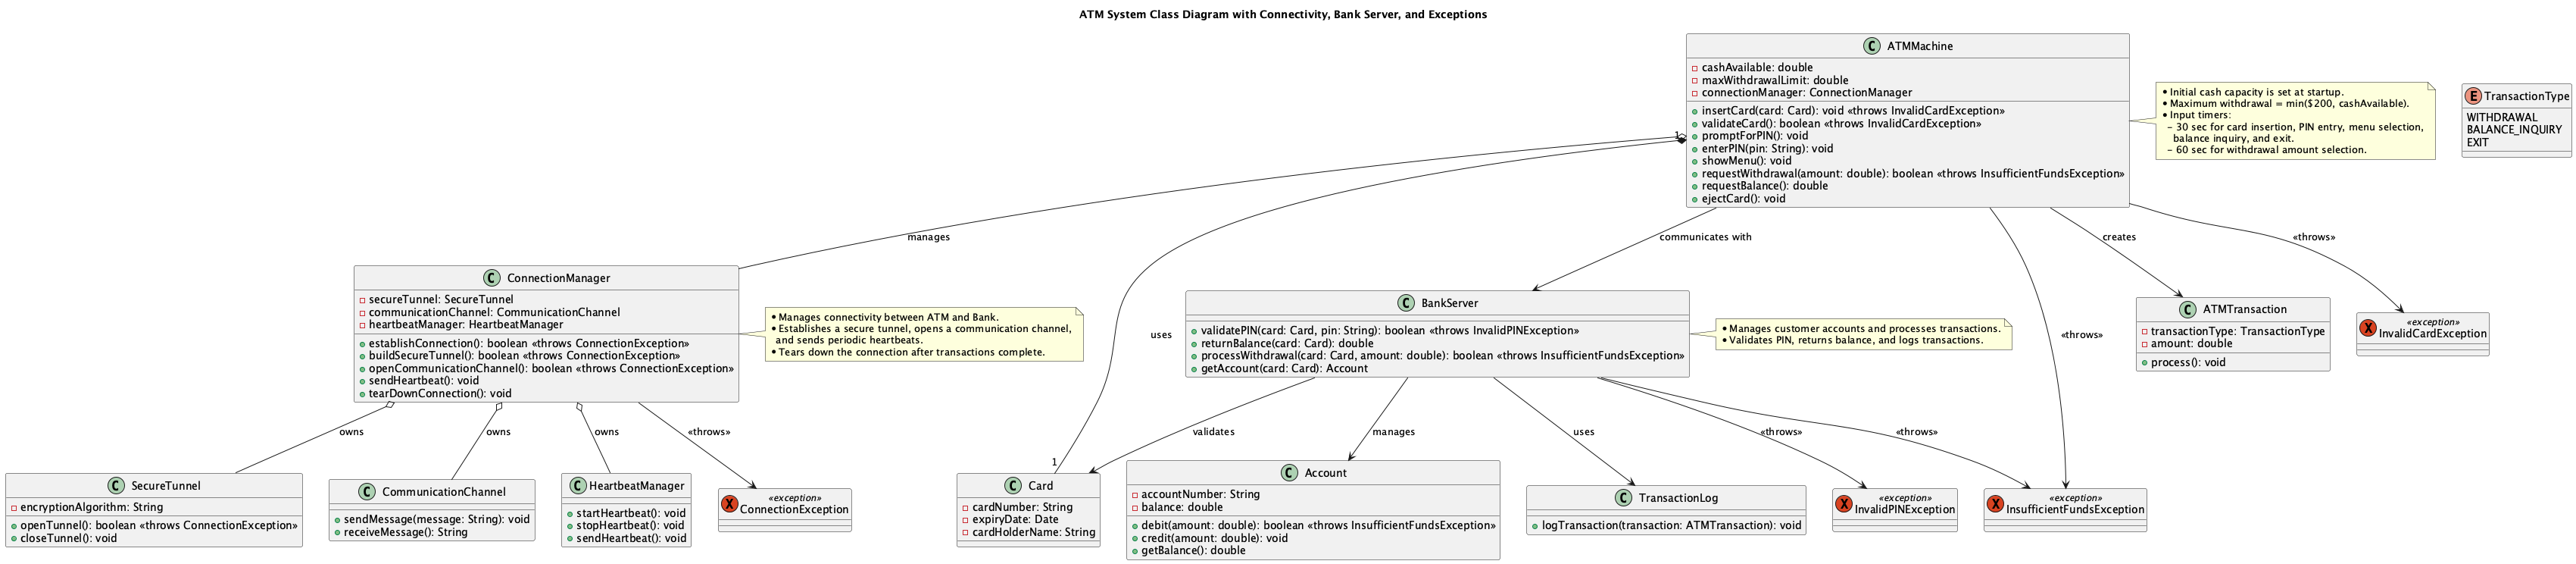 ATM System Class Diagram with Connectivity, Bank Server, and Exceptions
C ATMMachine
cashAvailable: double
maxWithdrawalLimit: double
connectionManager: ConnectionManager
insertCard(card: Card): void «throws InvalidCardException»
validateCard(): boolean «throws InvalidCardException»
promptForPIN(): void
enterPIN(pin: String): void
showMenu(): void
requestWithdrawal(amount: double): boolean «throws InsufficientFundsException»
requestBalance(): double
ejectCard(): void
• Initial cash capacity is set at startup.
• Maximum withdrawal = min($200, cashAvailable).
• Input timers:
– 30 sec for card insertion, PIN entry, menu selection,
balance inquiry, and exit.
– 60 sec for withdrawal amount selection.
E TransactionType
WITHDRAWAL
BALANCE_INQUIRY
EXIT
1
manages
uses
communicates with
«throws»
creates
«throws»
C ConnectionManager
secureTunnel: SecureTunnel
communicationChannel: CommunicationChannel
heartbeatManager: HeartbeatManager
establishConnection(): boolean «throws ConnectionException»
buildSecureTunnel(): boolean «throws ConnectionException»
openCommunicationChannel(): boolean «throws ConnectionException»
sendHeartbeat(): void
tearDownConnection(): void
• Manages connectivity between ATM and Bank.
• Establishes a secure tunnel, opens a communication channel,
and sends periodic heartbeats.
• Tears down the connection after transactions complete.
C BankServer
validatePIN(card: Card, pin: String): boolean «throws InvalidPINException»
returnBalance(card: Card): double
processWithdrawal(card: Card, amount: double): boolean «throws InsufficientFundsException»
getAccount(card: Card): Account
• Manages customer accounts and processes transactions.
• Validates PIN, returns balance, and logs transactions.
C ATMTransaction
transactionType: TransactionType
amount: double
process(): void
X «exception»
InvalidCardException
owns
owns
owns
«throws»
validates
manages
uses
«throws»
«throws»
1
C SecureTunnel
encryptionAlgorithm: String
openTunnel(): boolean «throws ConnectionException»
closeTunnel(): void
C CommunicationChannel
sendMessage(message: String): void
receiveMessage(): String
C HeartbeatManager
startHeartbeat(): void
stopHeartbeat(): void
sendHeartbeat(): void
X «exception»
ConnectionException
C Card
cardNumber: String
expiryDate: Date
cardHolderName: String
C Account
accountNumber: String
balance: double
debit(amount: double): boolean «throws InsufficientFundsException»
credit(amount: double): void
getBalance(): double
C TransactionLog
logTransaction(transaction: ATMTransaction): void
X «exception»
InvalidPINException
X «exception»
InsufficientFundsException